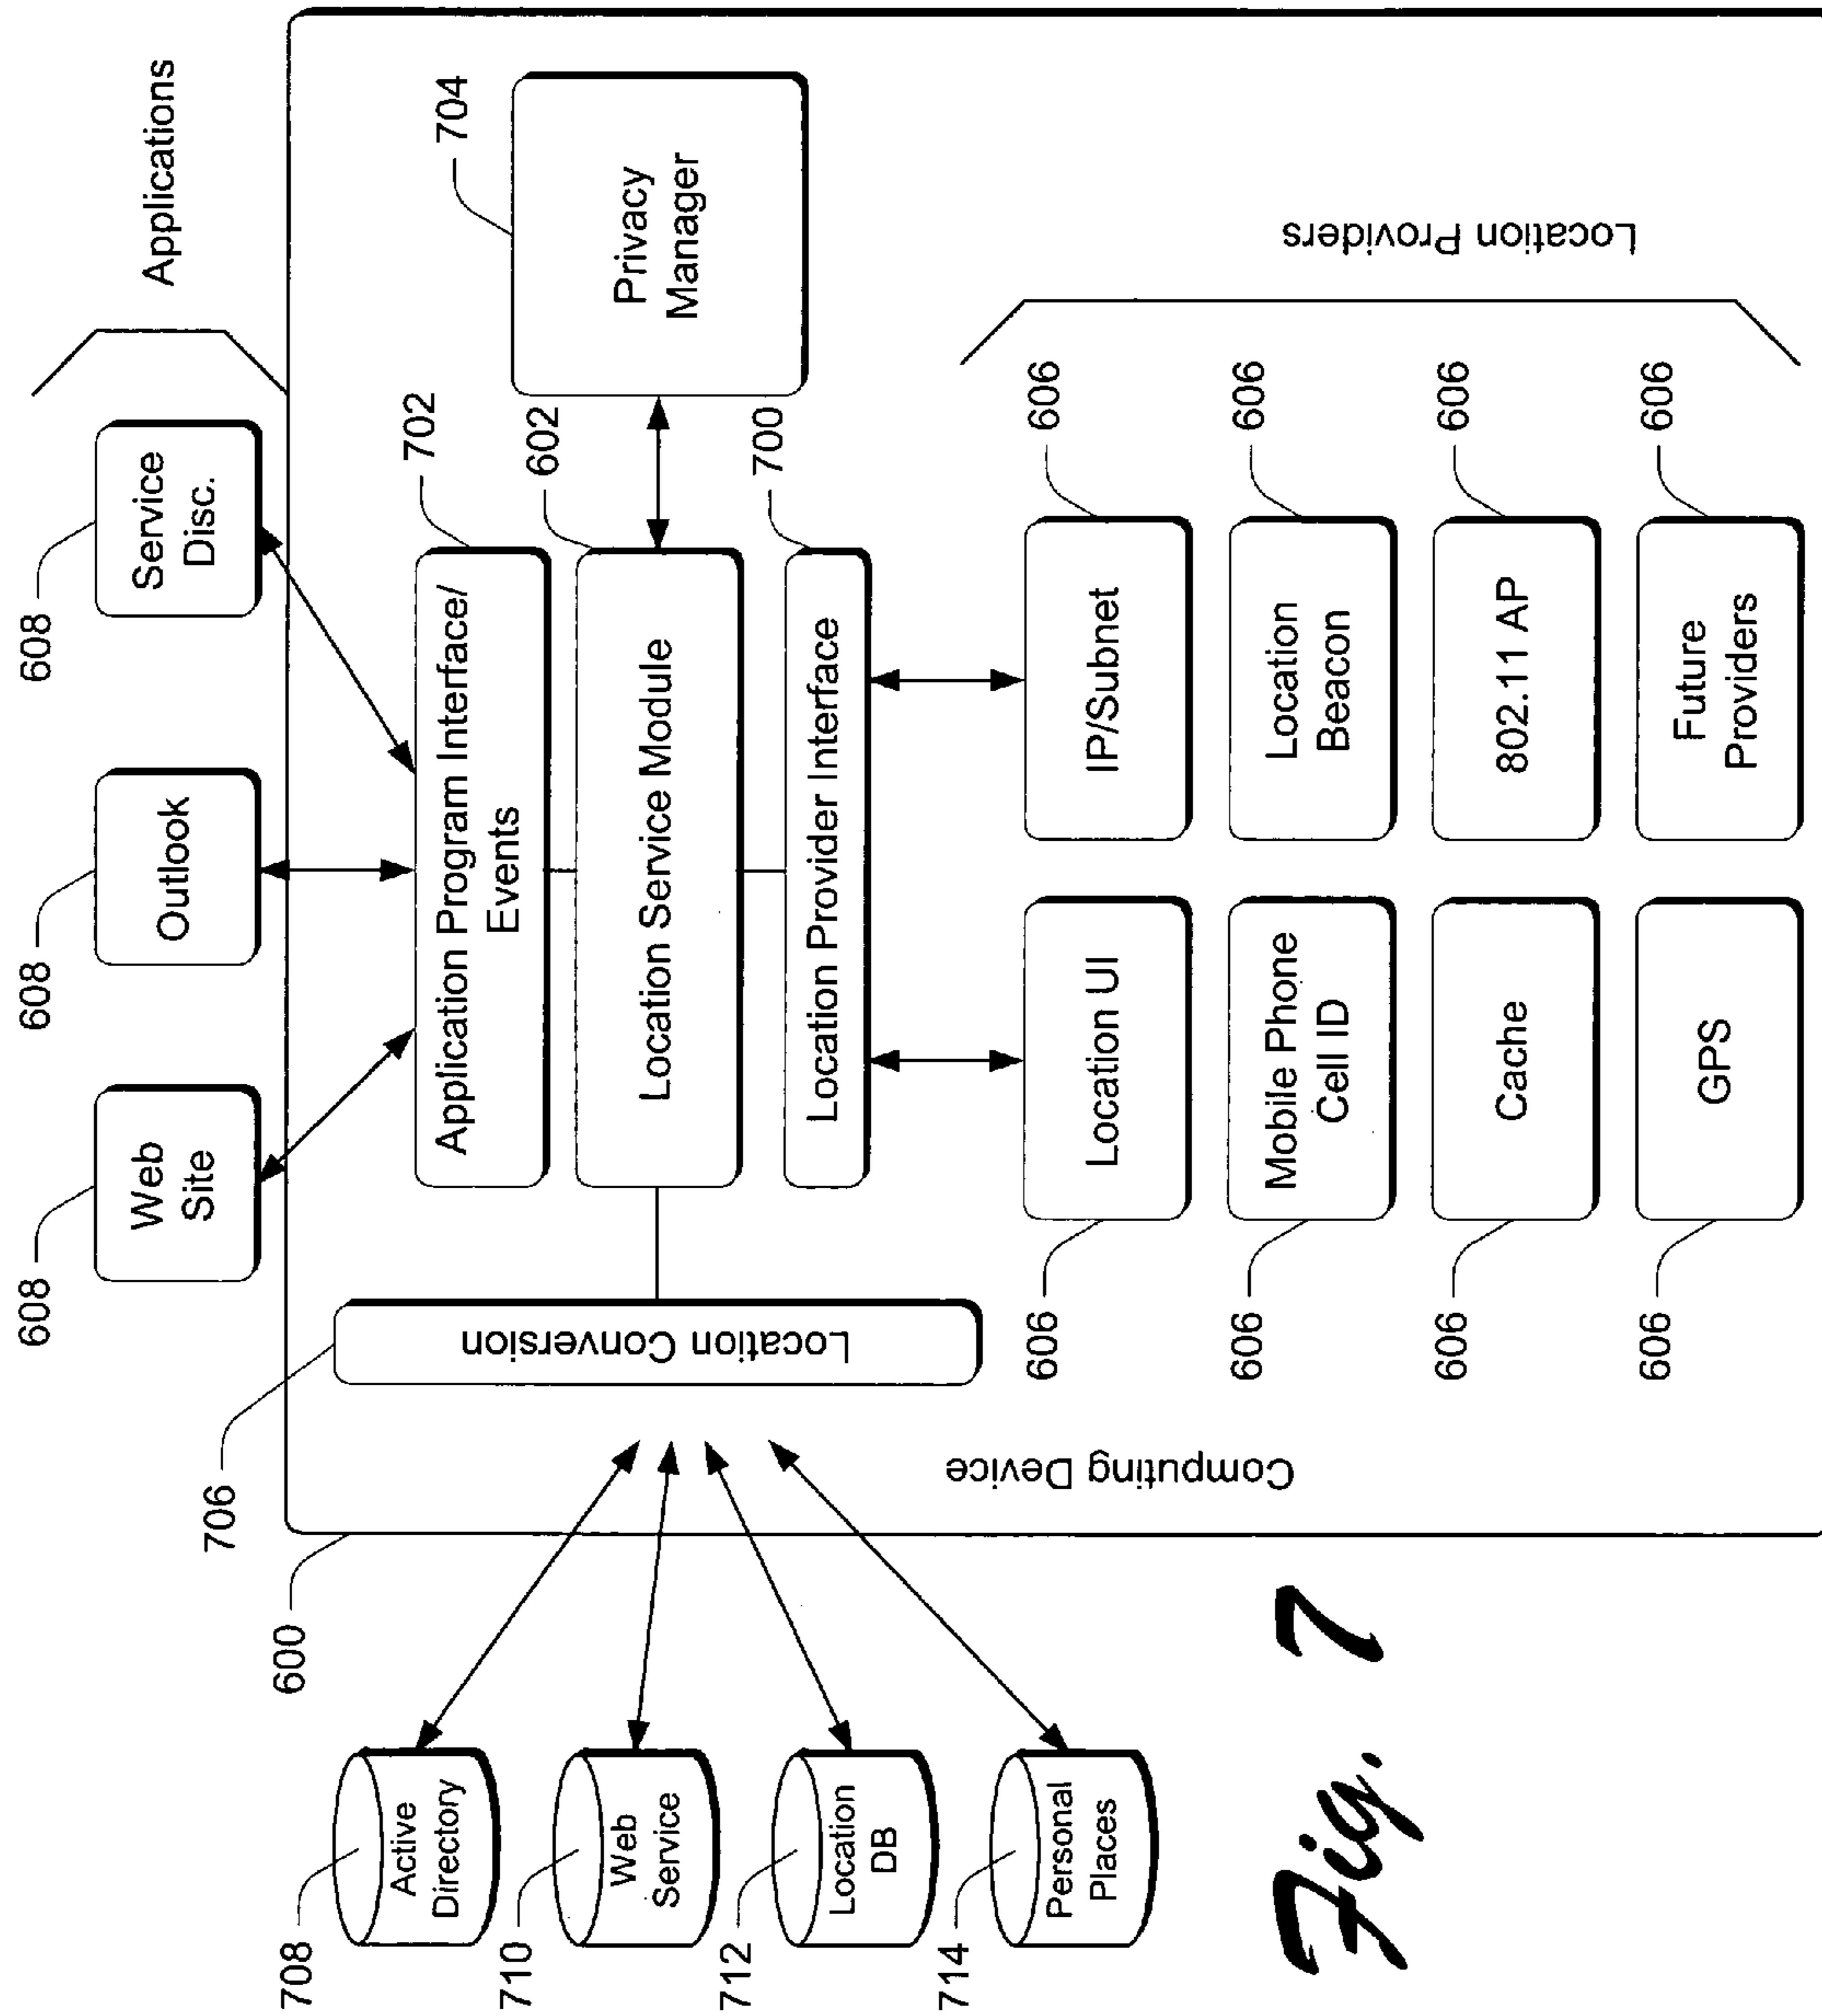 608
608
608
Applications
Web
Site
Outlook
Service
Disc.
706
600
702
704
Application Program Interface/
Events
602
Location Service Module
Privacy
Manager
700
Location Provider Interface
Location Conversion
708
Active
Directory
710
Web
Service
712
Location
DB
714
Personal
Places
Computing Device
606
Location UI
IP/Subnet
606
606
Mobile Phone
Cell ID
Location
Beacon
606
606
Cache
802.11 AP
606
606
GPS
Future
Providers
606
Location Providers
Fig. 7